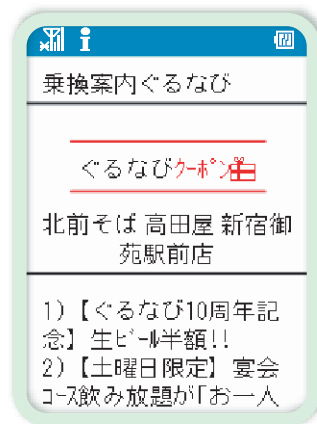 乗換案内ぐるなび
ぐるなびｸｰﾎﾟﾝ
北前そば 高田屋 新宿御
苑駅前店
1)【ぐるなび10周年記
念】生ﾋﾞｰﾙ半額!!
2)【土曜日限定】宴会
ｺｰｽ飲み放題が｢お一人